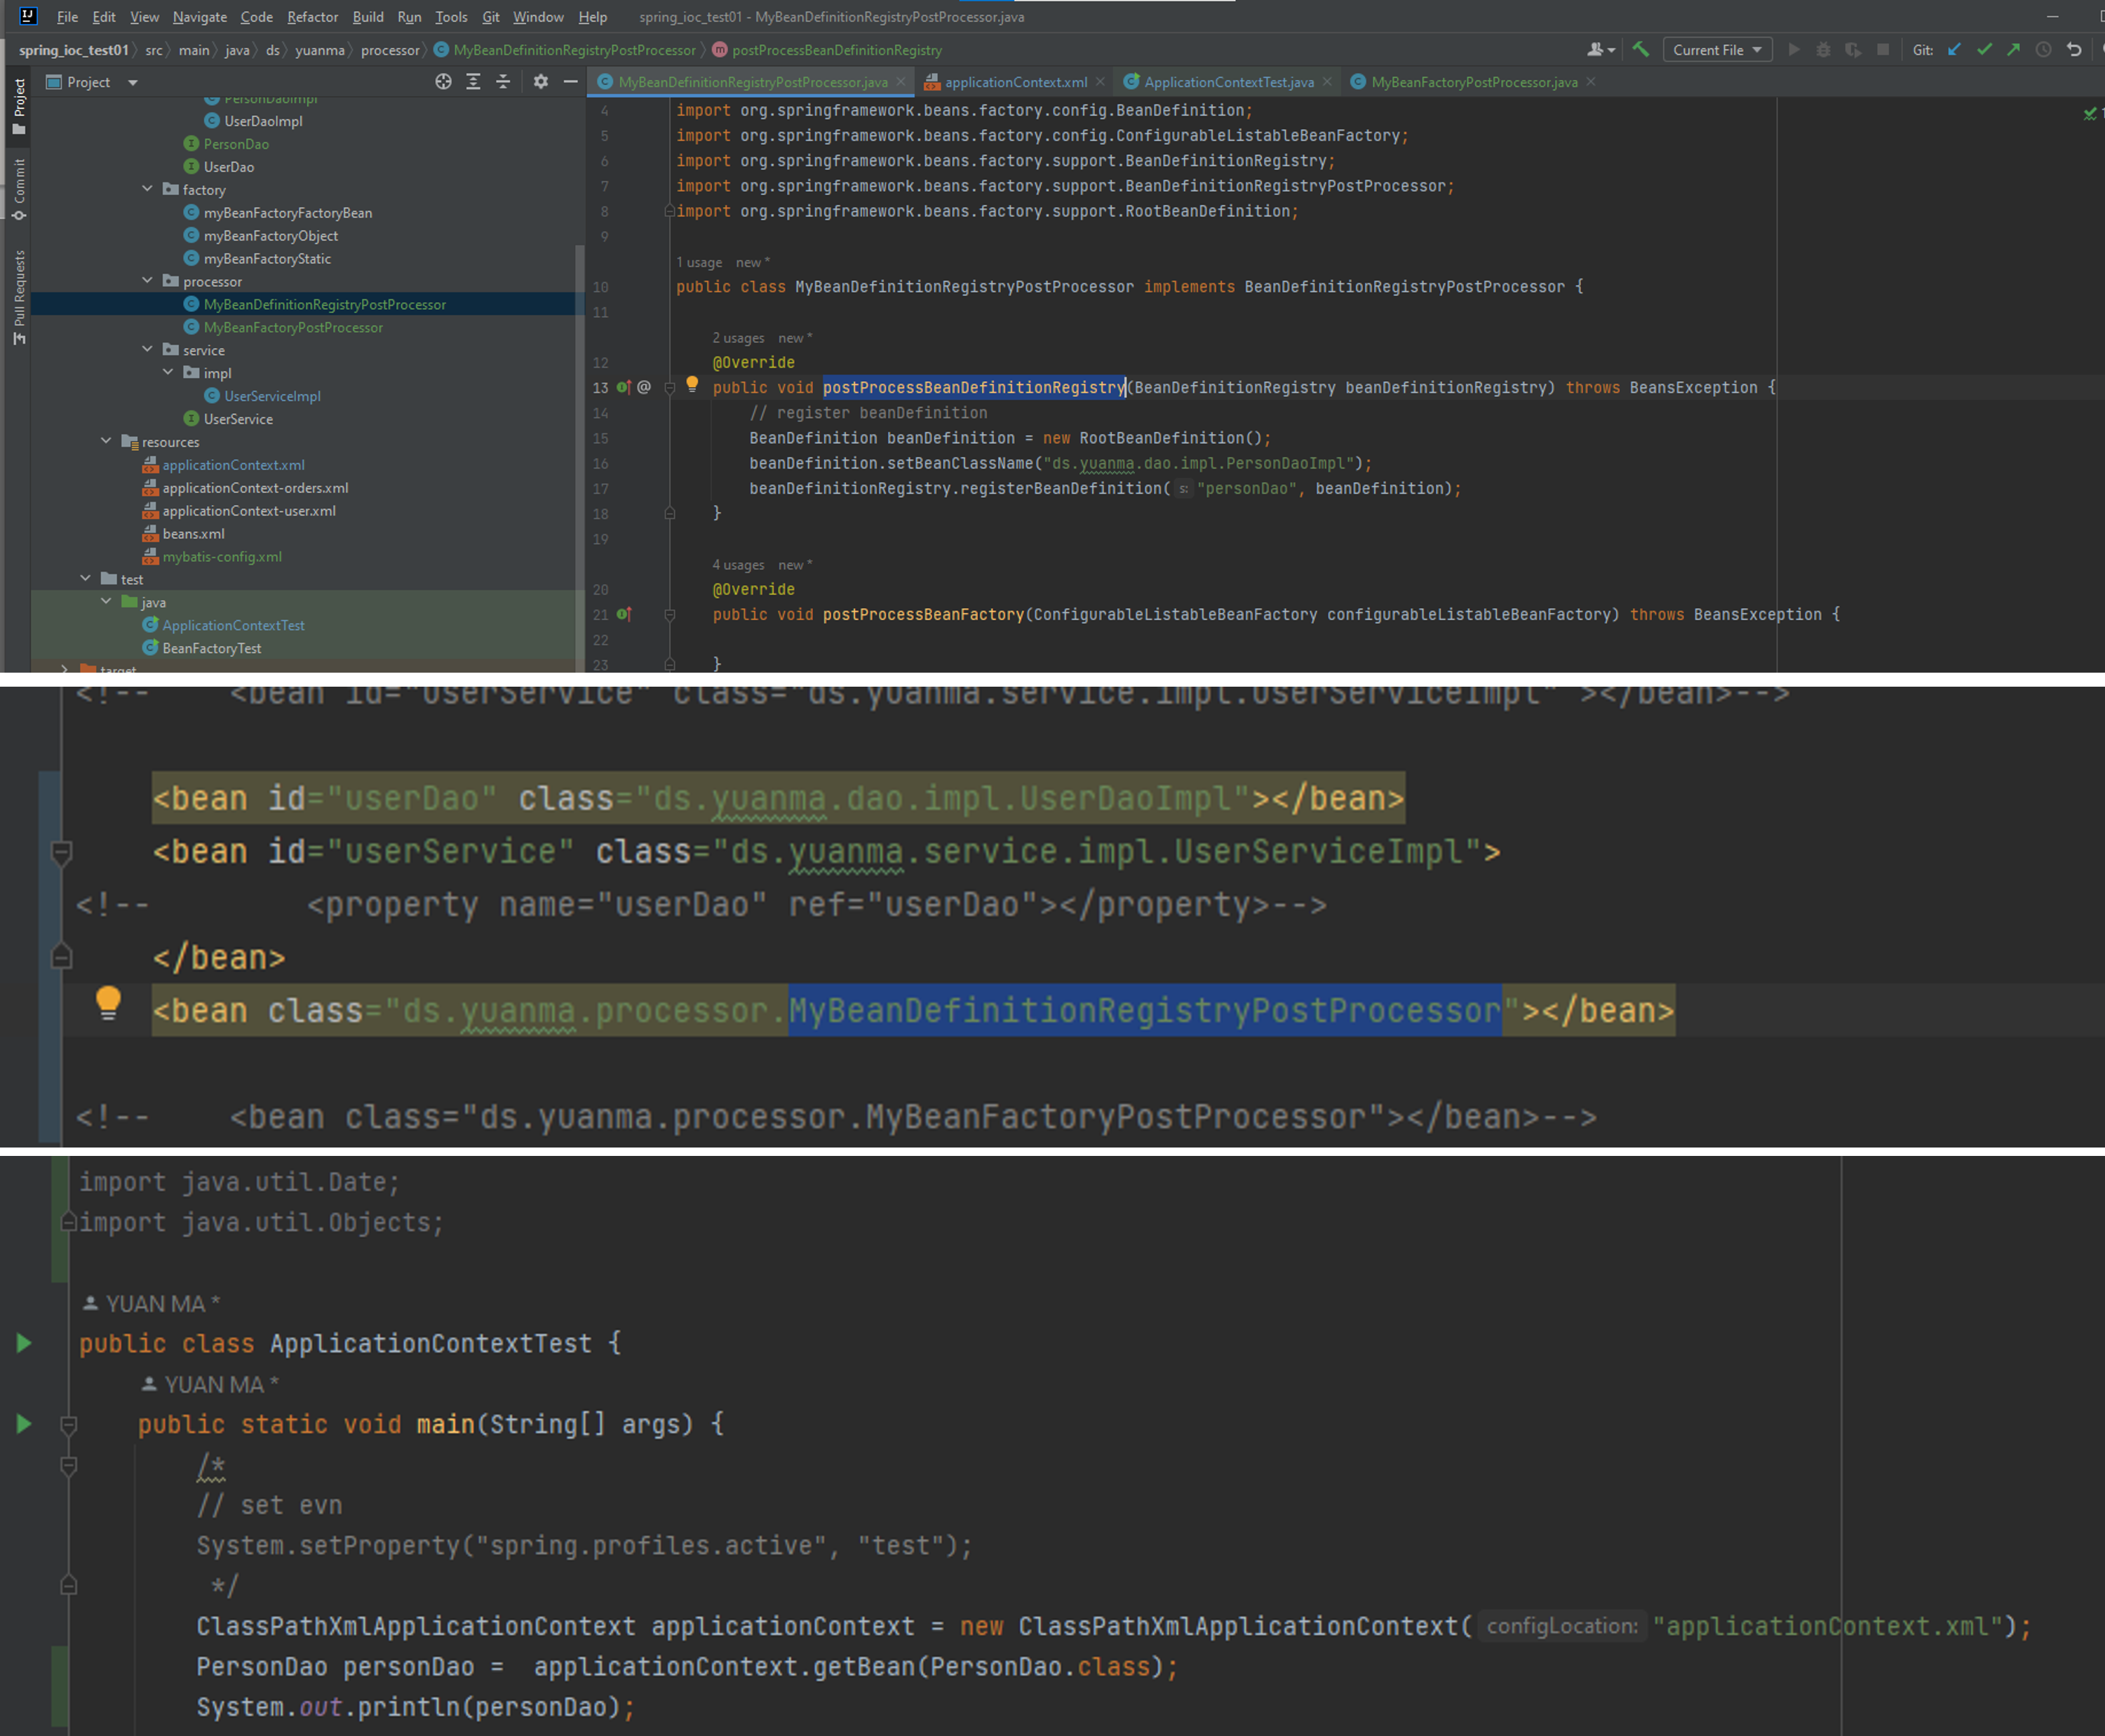 File Edit View Navigate Code Refactor Build Run Tools Git Window Help spring_ioc_test01 - MyBeanDefinitionRegistryPostProcessor.java
spring_ioc_test01 src main java ds yuanma processor MyBeanDefinitionRegistryPostProcessor postProcessBeanDefinitionRegistry Current File Git:
Project
Commit
Pull Requests
Project
PersonDaoImpl
UserDaoImpl
PersonDao
UserDao
factory
myBeanFactoryFactoryBean
myBeanFactoryObject
myBeanFactoryStatic
processor
MyBeanDefinitionRegistryPostProcessor
MyBeanFactoryPostProcessor
service
impl
UserServiceImpl
UserService
resources
applicationContext.xml
applicationContext-orders.xml
applicationContext-user.xml
beans.xml
mybatis-config.xml
test
java
ApplicationContextTest
BeanFactoryTest
target
MyBeanDefinitionRegistryPostProcessor.java applicationContext.xml ApplicationContextTest.java MyBeanFactoryPostProcessor.java
4 import org.springframework.beans.factory.config.BeanDefinition;
5 import org.springframework.beans.factory.config.ConfigurableListableBeanFactory;
6 import org.springframework.beans.factory.support.BeanDefinitionRegistry;
7 import org.springframework.beans.factory.support.BeanDefinitionRegistryPostProcessor;
8 import org.springframework.beans.factory.support.RootBeanDefinition;
9
1 usage new *
10 public class MyBeanDefinitionRegistryPostProcessor implements BeanDefinitionRegistryPostProcessor {
11
2 usages new *
12 @Override
13 public void postProcessBeanDefinitionRegistry(BeanDefinitionRegistry beanDefinitionRegistry) throws BeansException {
14 // register beanDefinition
15 BeanDefinition beanDefinition = new RootBeanDefinition();
16 beanDefinition.setBeanClassName("ds.yuanma.dao.impl.PersonDaoImpl");
17 beanDefinitionRegistry.registerBeanDefinition( s: "personDao", beanDefinition);
18 }
19
4 usages new *
20 @Override
21 public void postProcessBeanFactory(ConfigurableListableBeanFactory configurableListableBeanFactory) throws BeansException {
22
23 }
<!-- <bean id="userService" class="ds.yuanma.service.impl.UserServiceImpl" ></bean>-->
<bean id="userDao" class="ds.yuanma.dao.impl.UserDaoImpl"></bean>
<bean id="userService" class="ds.yuanma.service.impl.UserServiceImpl">
<!-- <property name="userDao" ref="userDao"></property>-->
</bean>
<bean class="ds.yuanma.processor.MyBeanDefinitionRegistryPostProcessor"></bean>
<!-- <bean class="ds.yuanma.processor.MyBeanFactoryPostProcessor"></bean>-->
import java.util.Date;
import java.util.Objects;
YUAN MA *
public class ApplicationContextTest {
YUAN MA *
public static void main(String[] args) {
/*
// set evn
System.setProperty("spring.profiles.active", "test");
*/
ClassPathXmlApplicationContext applicationContext = new ClassPathXmlApplicationContext( configLocation: "applicationContext.xml");
PersonDao personDao = applicationContext.getBean(PersonDao.class);
System.out.println(personDao);